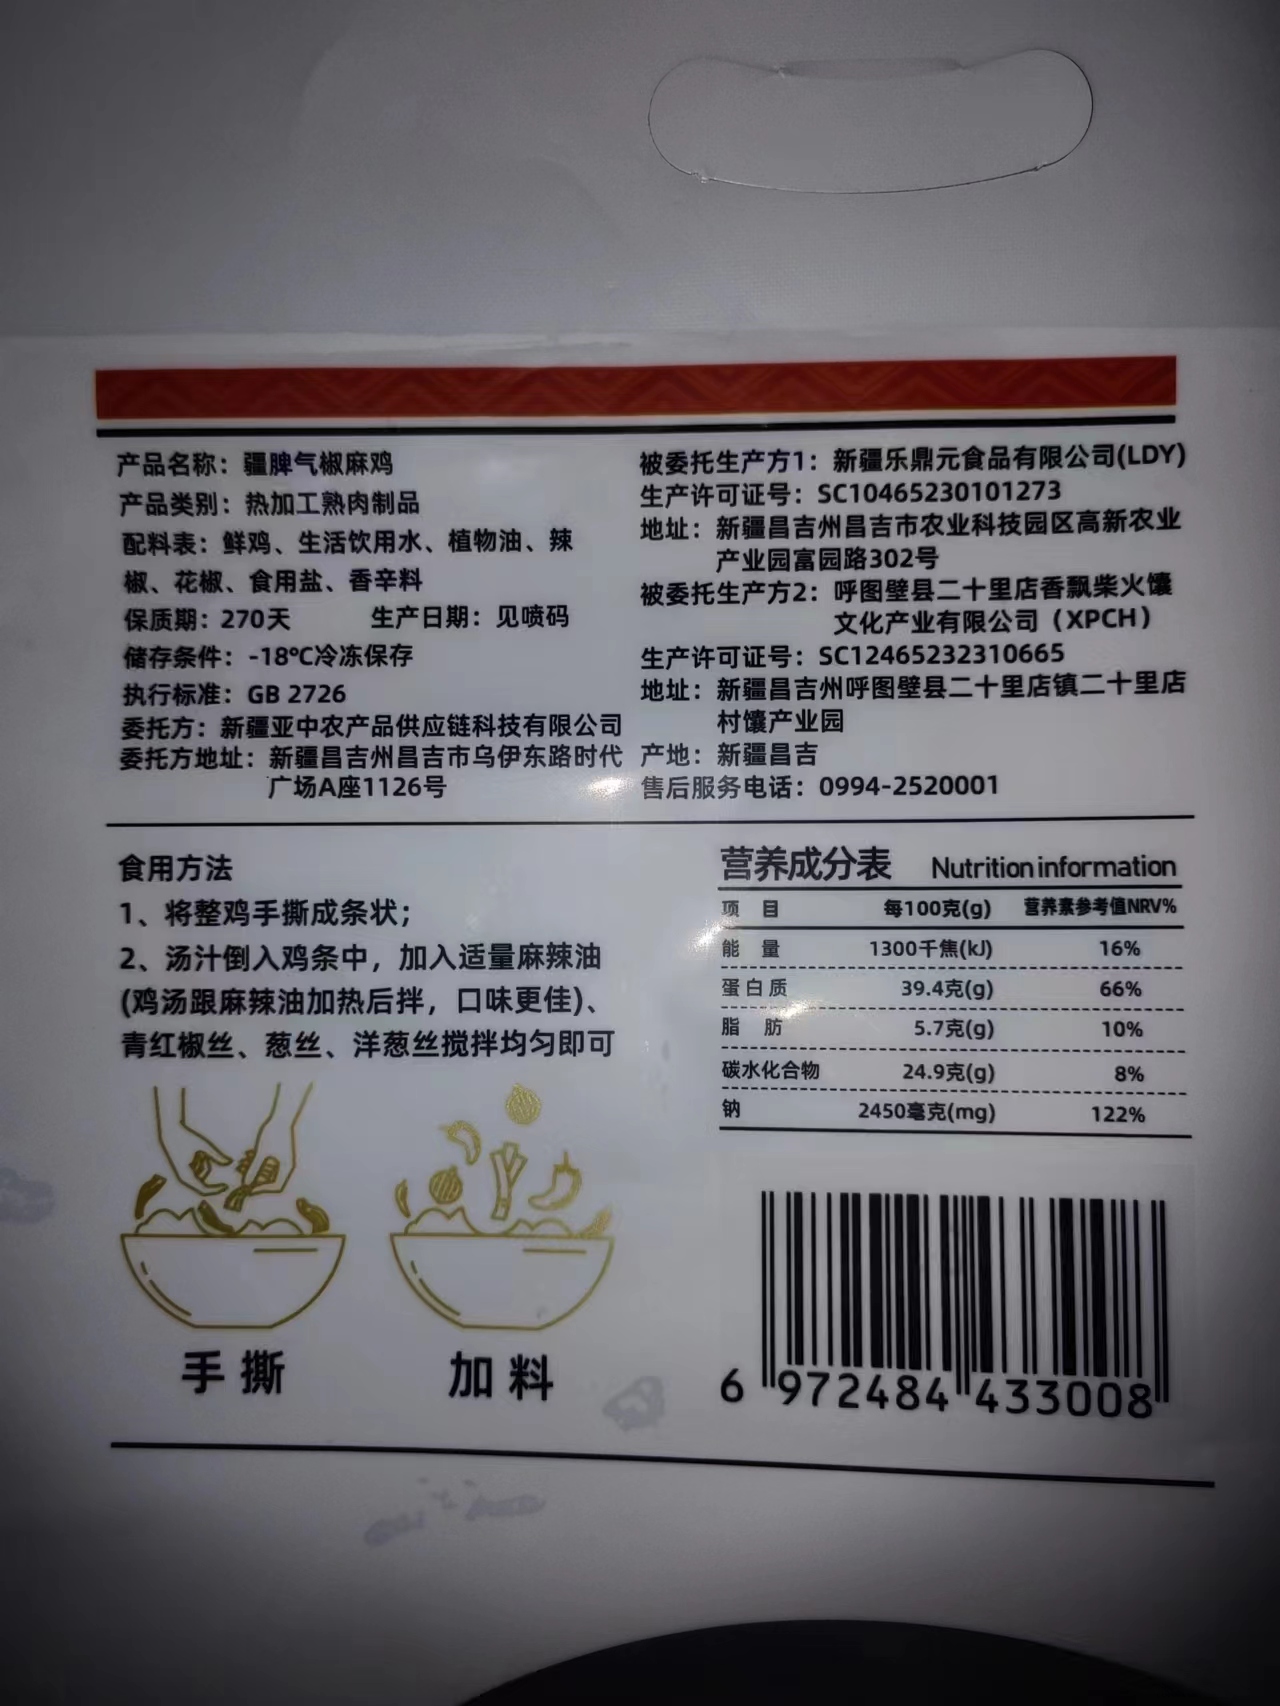 产品名称：疆脾气椒麻鸡
产品类别：热加工熟肉制品
配料表：鲜鸡、生活饮用水、植物油、辣
椒、花椒、食用盐、香辛料
保质期：270天 生产日期：见喷码
储存条件：-18℃冷冻保存
执行标准：GB 2726
委托方：新疆亚中农产品供应链科技有限公司
委托方地址：新疆昌吉州昌吉市乌伊东路时代
广场A座1126号
被委托生产方1：新疆乐鼎元食品有限公司(LDY)
生产许可证号：SC10465230101273
地址：新疆昌吉州昌吉市农业科技园区高新农业
产业园富园路302号
被委托生产方2：呼图壁县二十里店香飘柴火馕
文化产业有限公司（XPCH）
生产许可证号：SC12465232310665
地址：新疆昌吉州呼图壁县二十里店镇二十里店
村馕产业园
产地：新疆昌吉
售后服务电话：0994-2520001
食用方法
1、将整鸡手撕成条状；
2、汤汁倒入鸡条中，加入适量麻辣油
(鸡汤跟麻辣油加热后拌，口味更佳)、
青红椒丝、葱丝、洋葱丝搅拌均匀即可
手撕
加料
营养成分表 Nutrition information
项 目 每100克(g) 营养素参考值NRV%
能 量 1300千焦(kJ) 16%
蛋白质 39.4克(g) 66%
脂 肪 5.7克(g) 10%
碳水化合物 24.9克(g) 8%
钠 2450毫克(mg) 122%
6 972484 433008